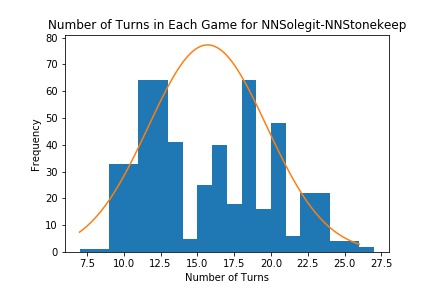 Number of Turns in Each Game for NNSolegit-NNStonekeep
80
70
60
50
40
30
20
10
0
Frequency
7.5 10.0 12.5 15.0 17.5 20.0 22.5 25.0 27.5
Number of Turns